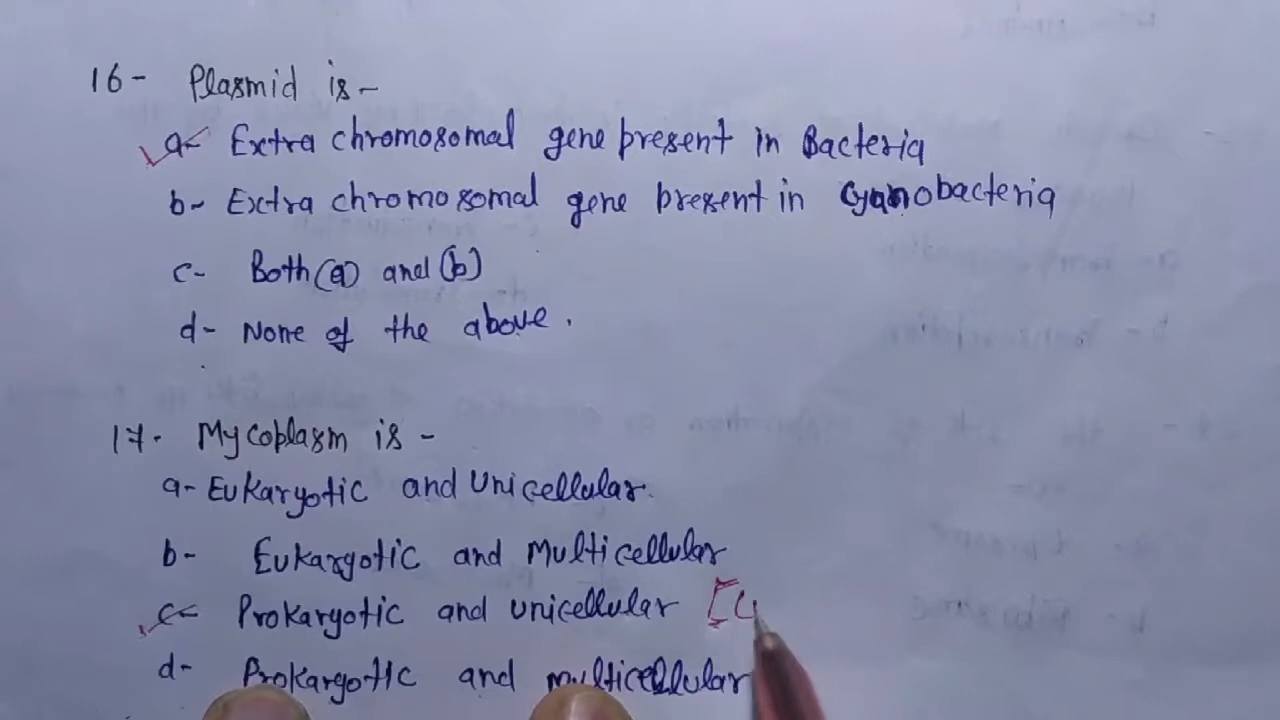 16- Plasmid is-
a- Extra chromosomal gene present in Bacteria
b- Extra chromosomal gene present in Cyanobacteria
c- Both (a) and (b)
d- None of the above.
17. Mycoplasm is -
a- Eukaryotic and Unicellular.
b- Eukaryotic and Multicellular
c- Prokaryotic and unicellular [
d- Prokaryotic and multicellular